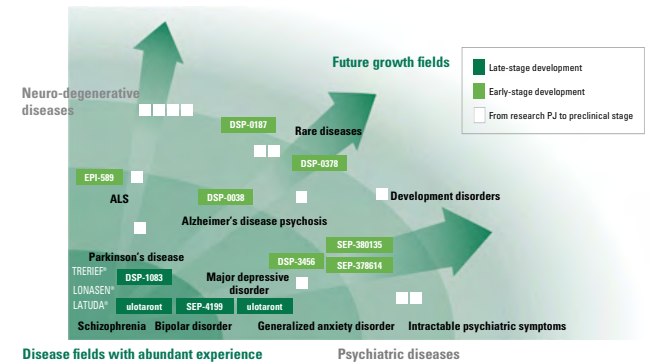 Future growth fields
Late-stage development
Early-stage development
From research PJ to preclinical stage
Neuro-degenerative
diseases
DSP-0187
Rare diseases
DSP-0378
EPI-589
ALS
DSP-0038
Development disorders
Alzheimer's disease psychosis
SEP-380135
Parkinson's disease
DSP-3456
SEP-378614
TRERIEF®
DSP-1083
Major depressive
disorder
LONASEN®
LATUDA®
ulotaront
SEP-4199
ulotaront
Schizophrenia
Bipolar disorder
Generalized anxiety disorder
Intractable psychiatric symptoms
Disease fields with abundant experience
Psychiatric diseases